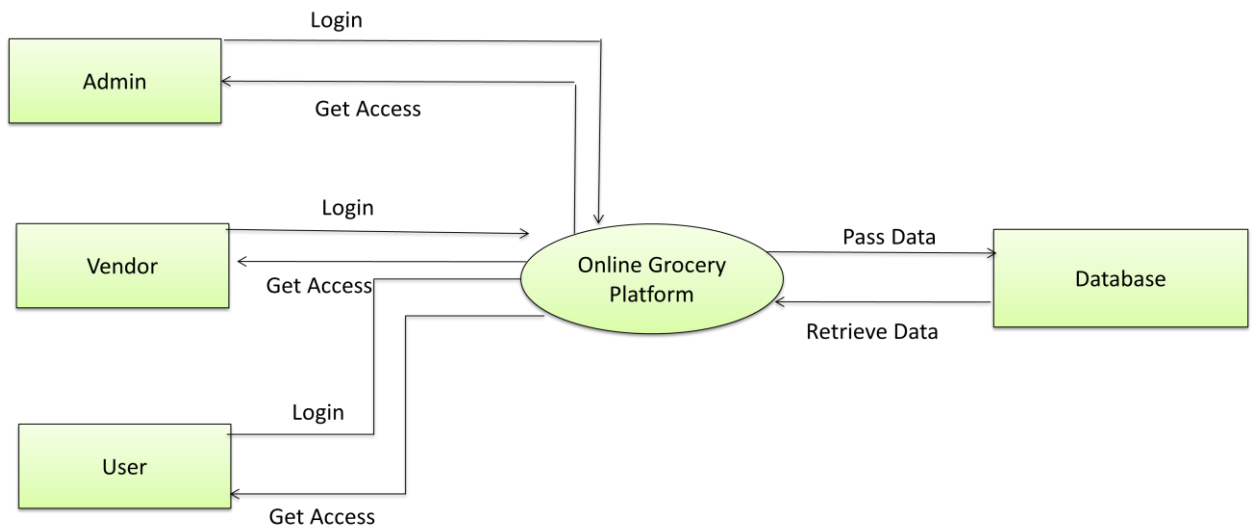 Login
Admin
Get Access
Login
Vendor
Get Access
Online Grocery
Platform
Pass Data
Database
Retrieve Data
Login
User
Get Access